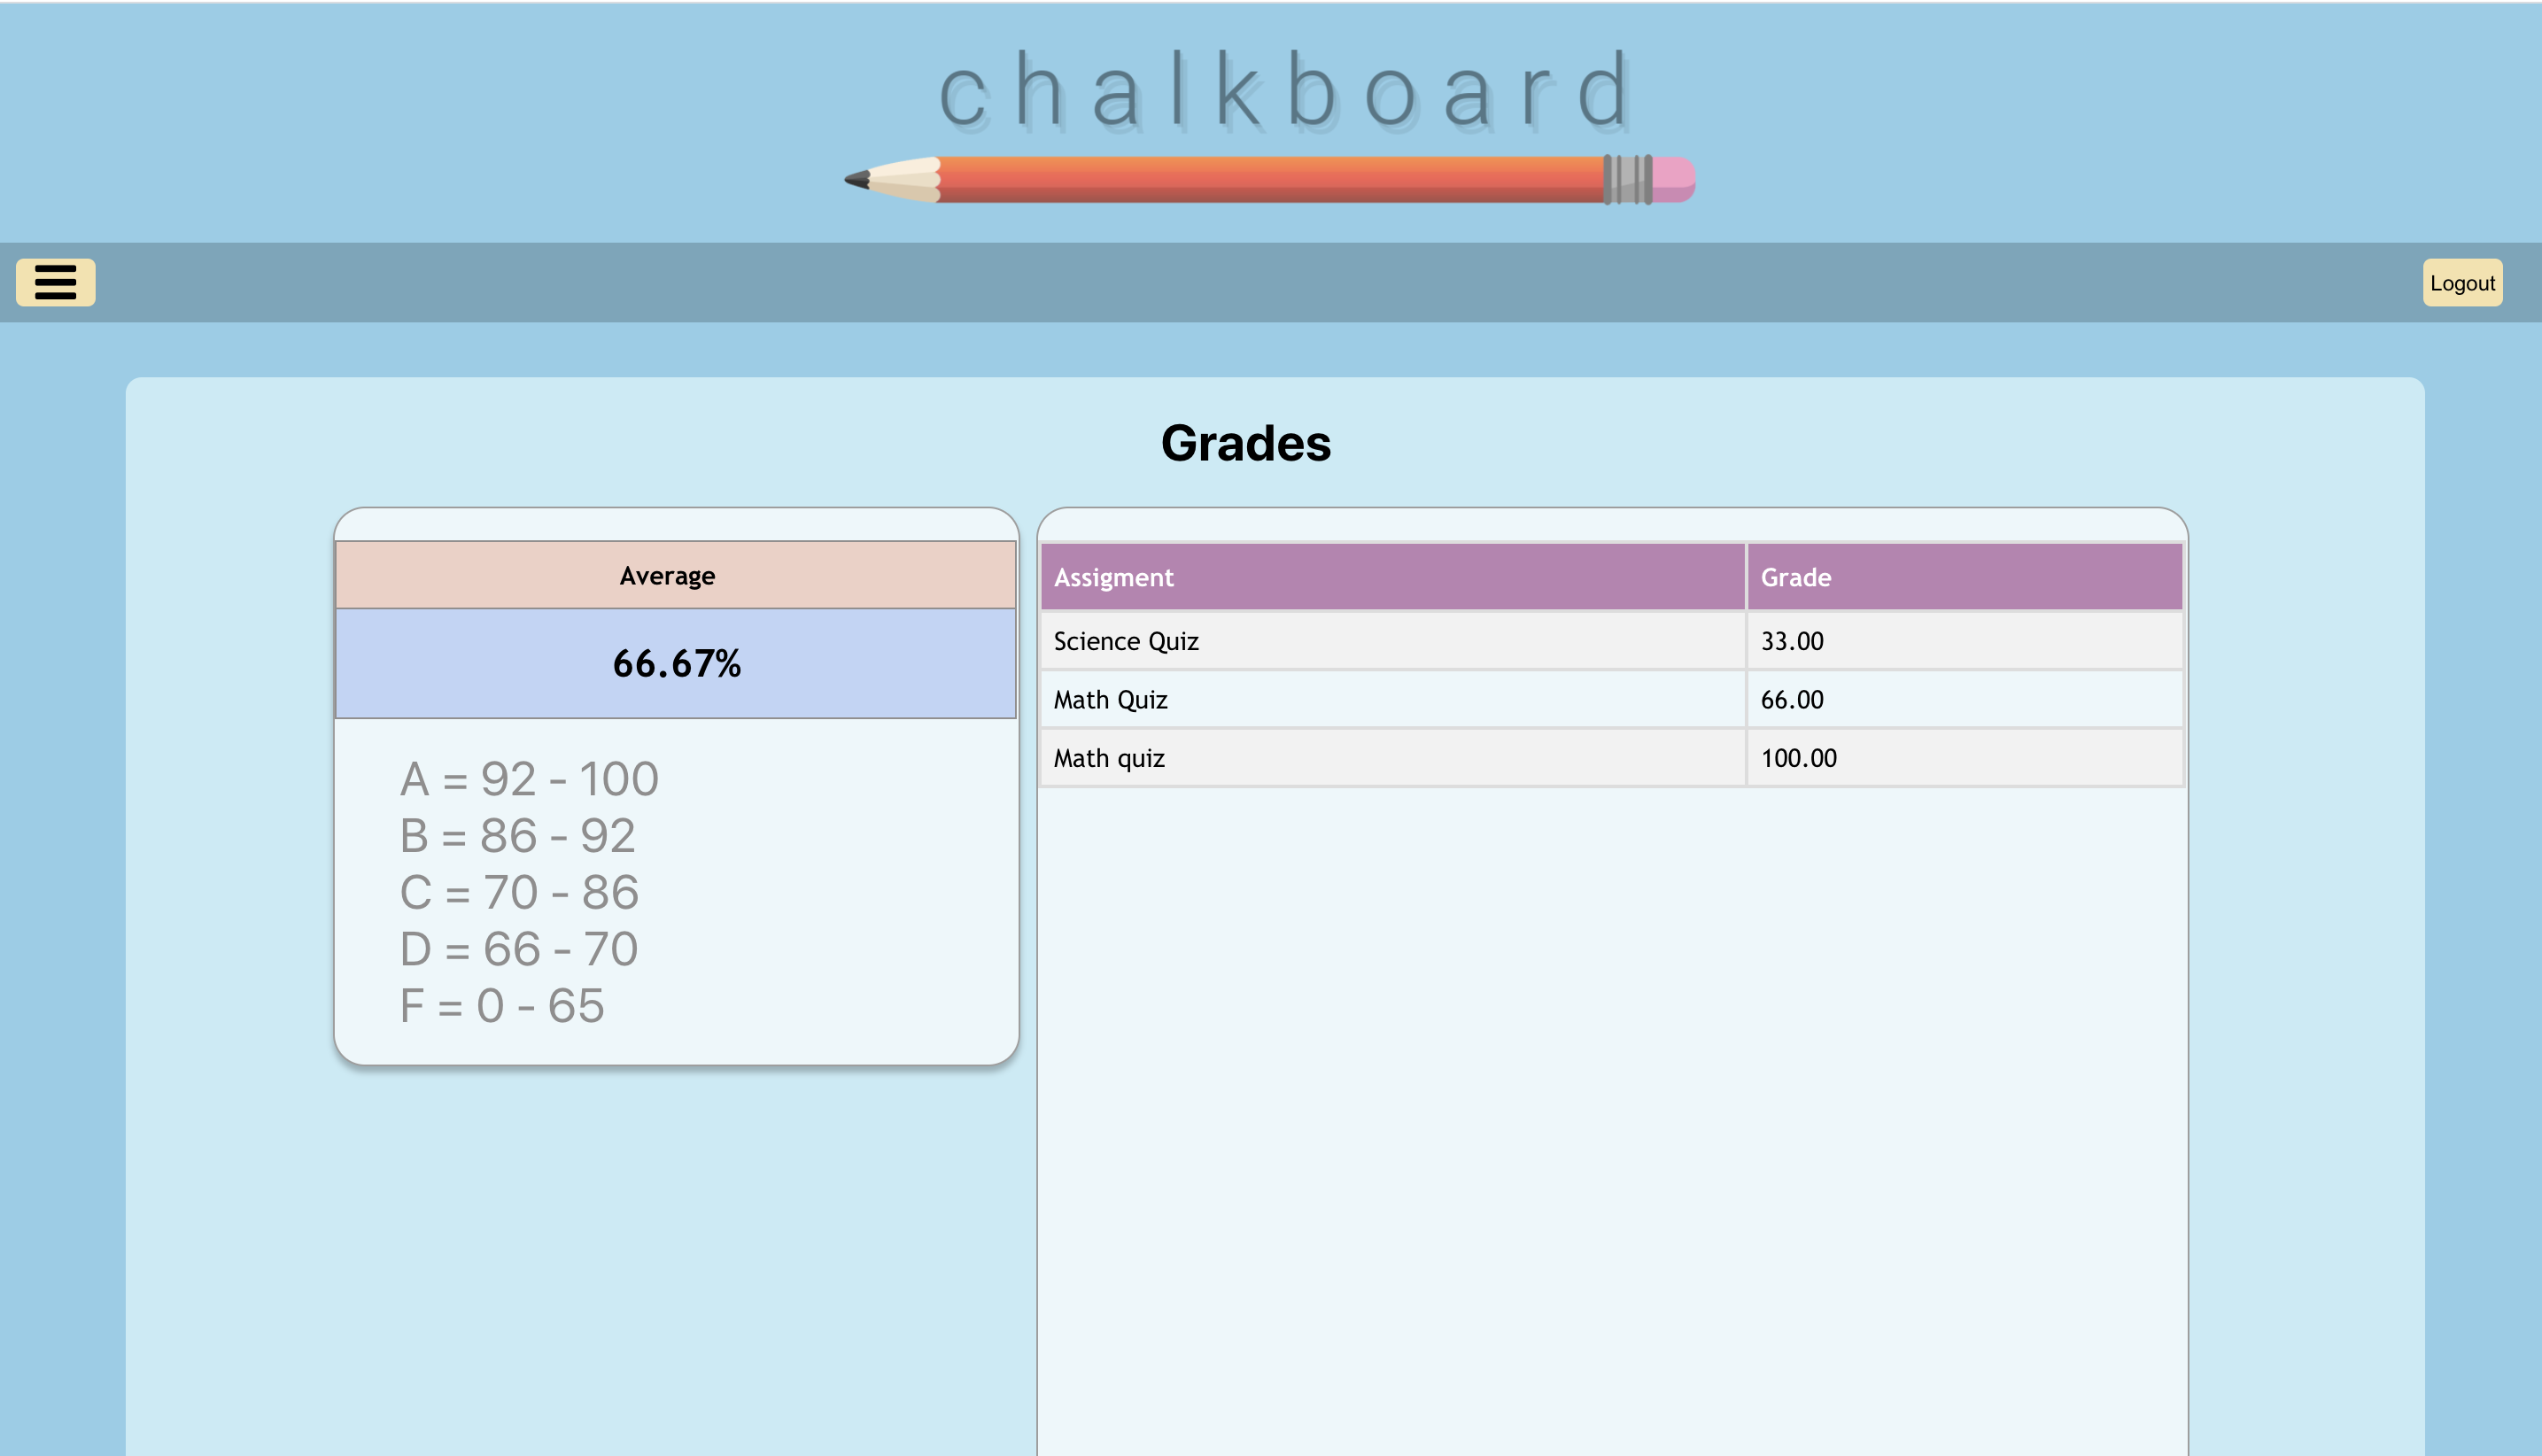 chalkboard
Logout
Grades
Average
66.67%
A = 92 - 100
B = 86 - 92
C = 70 - 86
D = 66 - 70
F = 0 - 65
Assigment Grade
Science Quiz 33.00
Math Quiz 66.00
Math quiz 100.00